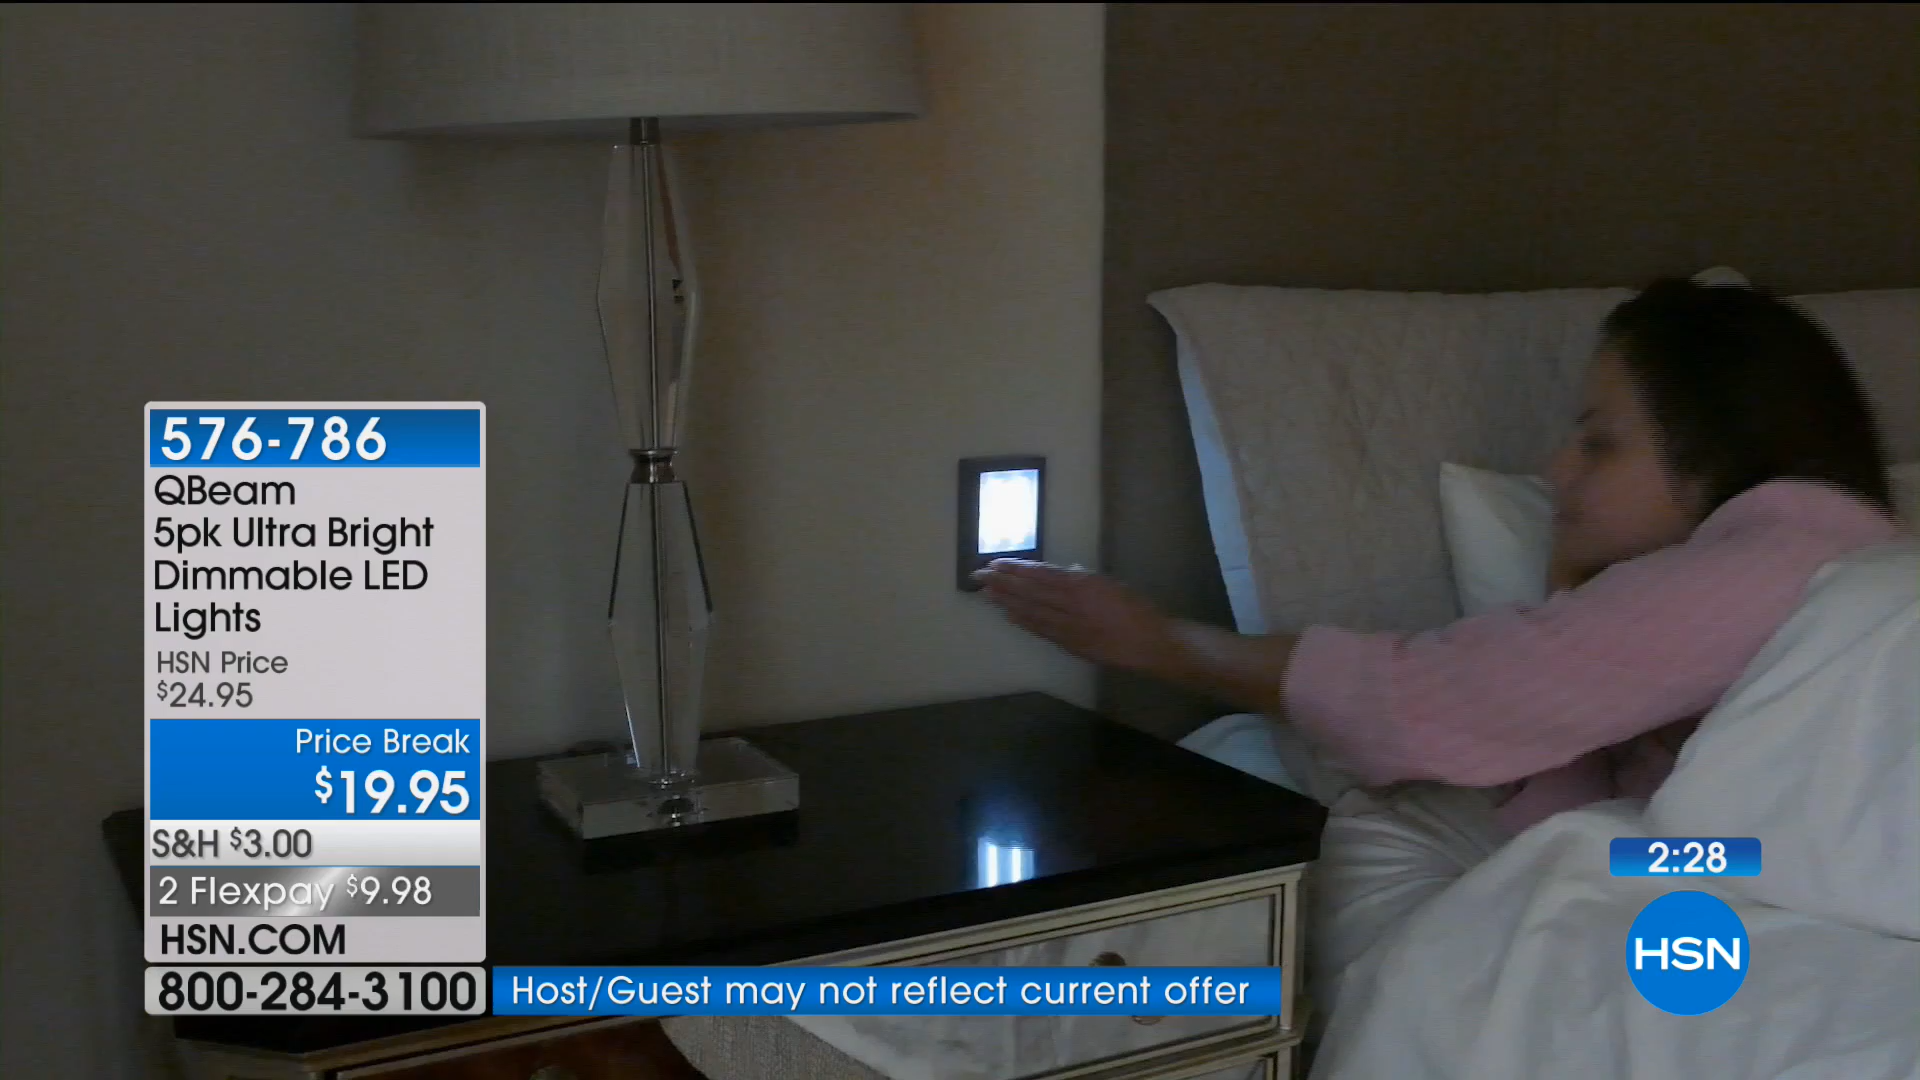 576-786
QBeam
5pk Ultra Bright
Dimmable LED
Lights
HSN Price
$24.95
Price Break
$19.95
S&H $3.00
2 Flexpay $9.98
HSN.COM
800-284-3100
Host/Guest may not reflect current offer
2:28
HSN